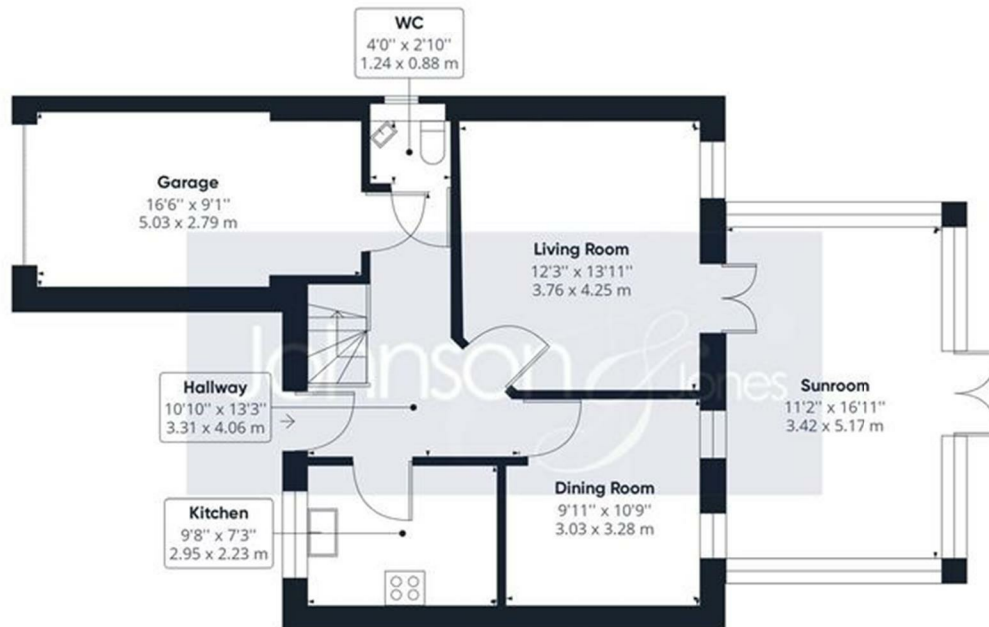 WC
4'0'' x 2'10''
1.24 x 0.88 m
Garage
16'6'' x 9'1''
5.03 x 2.79 m
Living Room
12'3'' x 13'11''
3.76 x 4.25 m
Johnson & Jones
Hallway
10'10'' x 13'3''
3.31 x 4.06 m
Sunroom
11'2'' x 16'11''
3.42 x 5.17 m
Kitchen
9'8'' x 7'3''
2.95 x 2.23 m
Dining Room
9'11'' x 10'9''
3.03 x 3.28 m